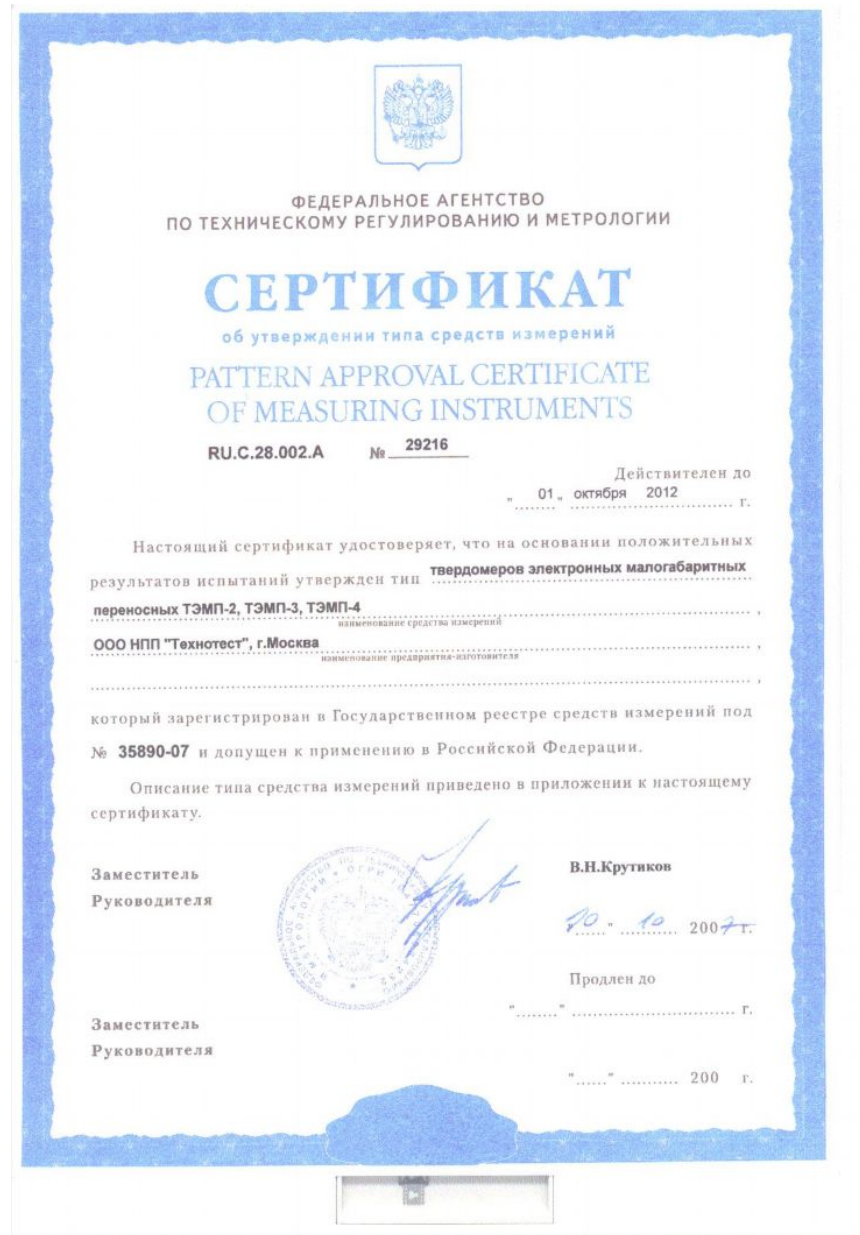 ФЕДЕРАЛЬНОЕ АГЕНТСТВО
ПО ТЕХНИЧЕСКОМУ РЕГУЛИРОВАНИЮ И МЕТРОЛОГИИ
СЕРТИФИКАТ
об утверждении типа средств измерений
PATTERN APPROVAL CERTIFICATE
OF MEASURING INSTRUMENTS
RU.C.28.002.A № 29216
Действителен до
" 01 " октября 2012 г.
Настоящий сертификат удостоверяет, что на основании положительных
результатов испытаний утвержден тип твердомеров электронных малогабаритных
переносных ТЭМП-2, ТЭМП-3, ТЭМП-4 ,
наименование средства измерений
ООО НПП "Технотест", г.Москва ,
наименование предприятия-изготовителя
,
который зарегистрирован в Государственном реестре средств измерений под
№ 35890-07 и допущен к применению в Российской Федерации.
Описание типа средства измерений приведено в приложении к настоящему
сертификату.
Заместитель
Руководителя
В.Н.Крутиков
10 " 10 2007 г.
Продлен до
"......" .......... г.
Заместитель
Руководителя
"......" .......... 200 г.